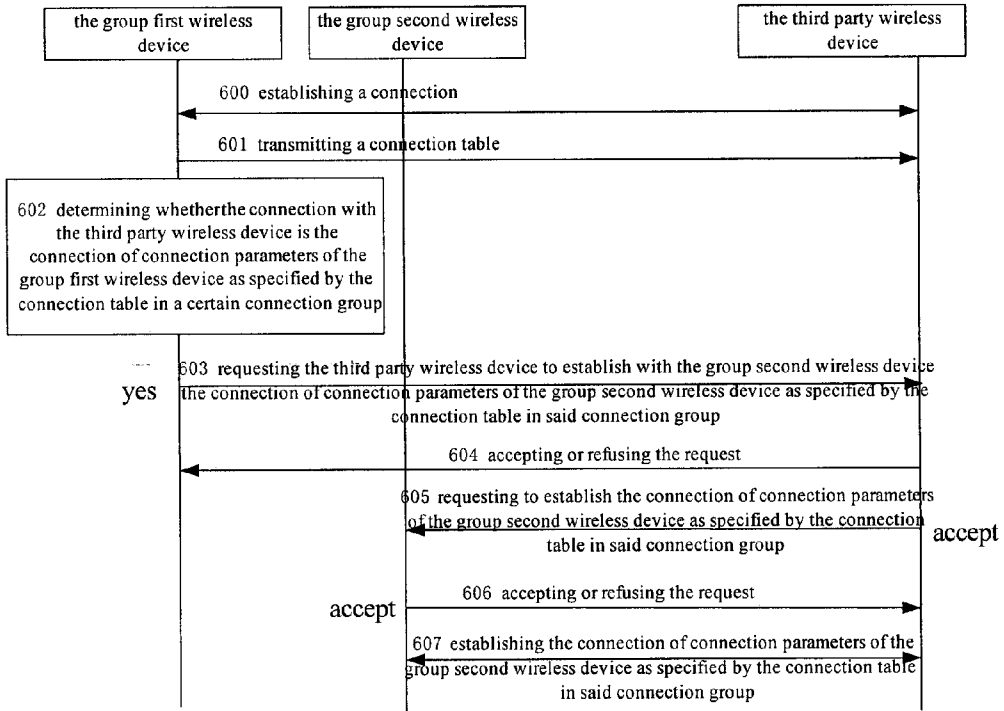 the group first wireless
device
the group second wireless
device
the third party wireless
device
600 establishing a connection
601 transmitting a connection table
602 determining whetherthe connection with
the third party wireless device is the
connection of connection parameters of the
group first wireless device as specified by the
connection table in a certain connection group
yes
603 requesting the third party wireless device to establish with the group second wireless device
the connection of connection parameters of the group second wireless device as specified by the
connection table in said connection group
604 accepting or refusing the request
605 requesting to establish the connection of connection parameters
of the group second wireless device as specified by the connection
table in said connection group
accept
606 accepting or refusing the request
accept
607 establishing the connection of connection parameters of the
group second wireless device as specified by the connection table
in said connection group